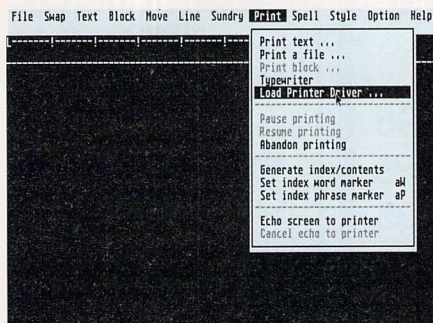 File Swap Text Block Move Line Sundry Print Spell Style Option Help
L-------!-------!-------!-------!
Print text ...
Print a file ...
Print block ...
Typewriter
Load Printer Driver ...
Pause printing
Resume printing
Abandon printing
Generate index/contents
Set index word marker aW
Set index phrase marker aP
Echo screen to printer
Cancel echo to printer